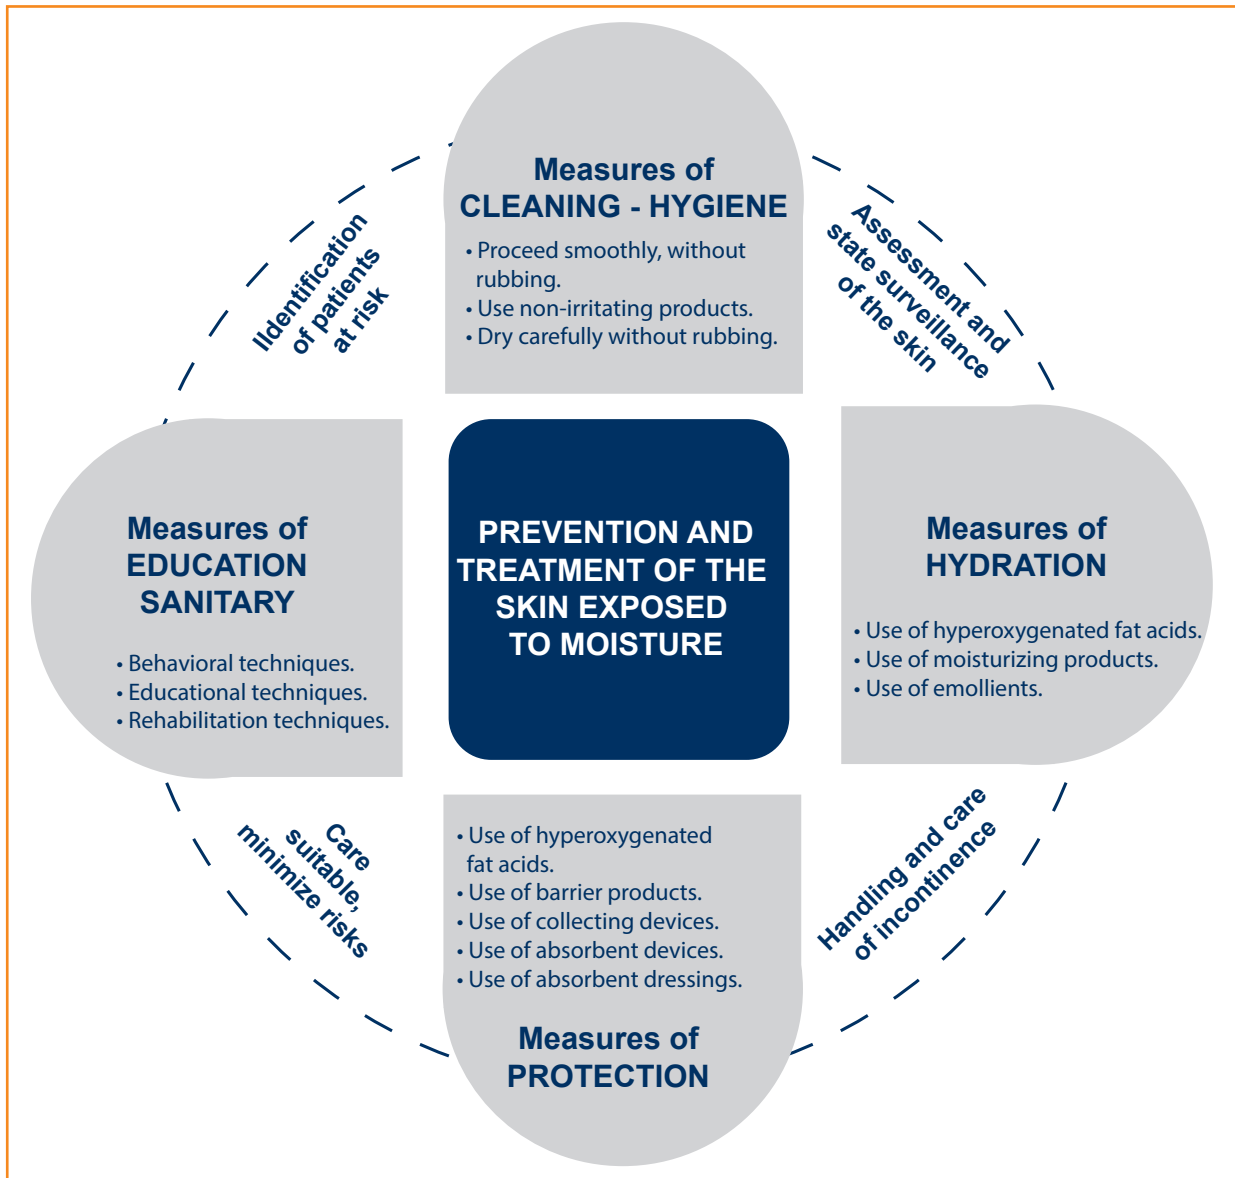 Measures of
CLEANING - HYGIENE
• Proceed smoothly, without
rubbing.
• Use non-irritating products.
• Dry carefully without rubbing.
IIdentification
of patients
at risk
Assessment and
state surveillance
of the skin
Measures of
EDUCATION
SANITARY
• Behavioral techniques.
• Educational techniques.
• Rehabilitation techniques.
PREVENTION AND
TREATMENT OF THE
SKIN EXPOSED
TO MOISTURE
Measures of
HYDRATION
• Use of hyperoxygenated fat acids.
• Use of moisturizing products.
• Use of emollients.
Care
suitable,
minimize risks
• Use of hyperoxygenated
fat acids.
• Use of barrier products.
• Use of collecting devices.
• Use of absorbent devices.
• Use of absorbent dressings.
Measures of
PROTECTION
Handling and care
of incontinence